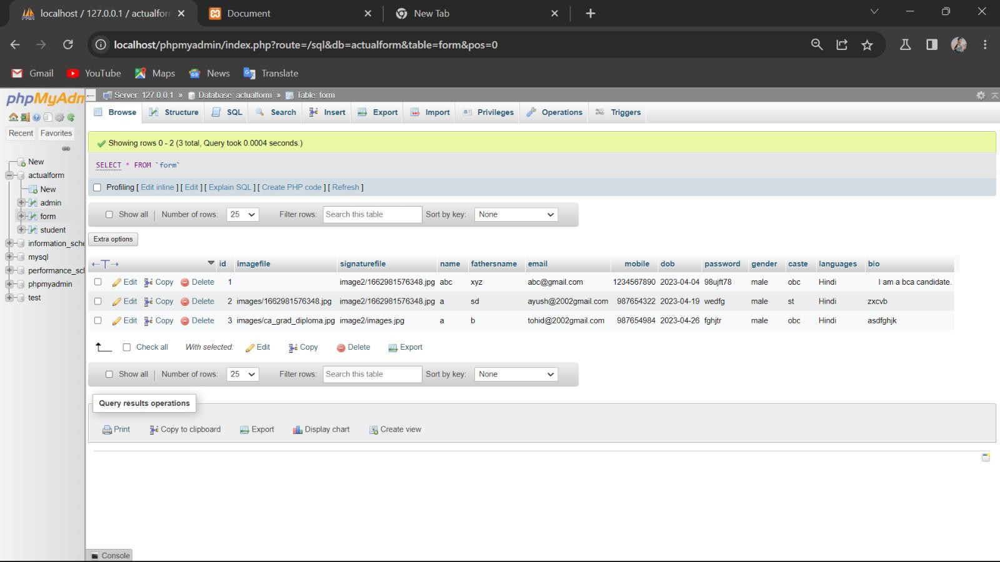 localhost / 127.0.0.1 / actualforn
Document
New Tab
localhost/phpmyadmin/index.php?route=/sql&db=actualform&table=form&pos=0
Gmail YouTube Maps News Translate
phpMyAdm
Server: 127.0.0.1 » Database: actualform » Table: form
Browse Structure SQL Search Insert Export Import Privileges Operations Triggers
Recent Favorites
New
actualform
New
admin
form
student
information_sche
mysql
performance_scl
phpmyadmin
test
Showing rows 0 - 2 (3 total, Query took 0.0004 seconds.)
SELECT * FROM `form`
Profiling [ Edit inline ] [ Edit ] [ Explain SQL ] [ Create PHP code ] [ Refresh ]
Show all | Number of rows: 25 Filter rows: Search this table Sort by key: None
Extra options
←T→ id imagefile signaturefile name fathersname email mobile dob password gender caste languages bio
Edit Copy Delete 1 image2/1662981576348.jpg abc xyz abc@gmail.com 1234567890 2023-04-04 98ujft78 male obc Hindi I am a bca candidate.
Edit Copy Delete 2 images/1662981576348.jpg image2/1662981576348.jpg a sd ayush@2002gmail.com 987654322 2023-04-19 wedfg male st Hindi zxcvb
Edit Copy Delete 3 images/ca_grad_diploma.jpg image2/images.jpg a b tohid@2002gmail.com 987654984 2023-04-26 fghjtr male obc Hindi asdfghjk
Check all With selected: Edit Copy Delete Export
Show all | Number of rows: 25 Filter rows: Search this table Sort by key: None
Query results operations
Print Copy to clipboard Export Display chart Create view
Console